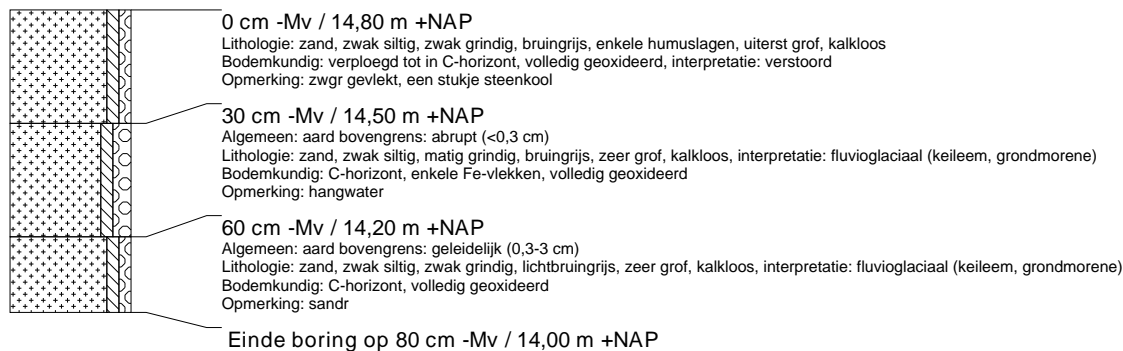 0 cm -Mv / 14,80 m +NAP
Lithologie: zand, zwak siltig, zwak grindig, bruingrijs, enkele humuslagen, uiterst grof, kalkloos
Bodemkundig: verploegd tot in C-horizont, volledig geoxideerd, interpretatie: verstoord
Opmerking: zwgr gevlekt, een stukje steenkool
30 cm -Mv / 14,50 m +NAP
Algemeen: aard bovengrens: abrupt (<0,3 cm)
Lithologie: zand, zwak siltig, matig grindig, bruingrijs, zeer grof, kalkloos, interpretatie: fluvioglaciaal (keileem, grondmorene)
Bodemkundig: C-horizont, enkele Fe-vlekken, volledig geoxideerd
Opmerking: hangwater
60 cm -Mv / 14,20 m +NAP
Algemeen: aard bovengrens: geleidelijk (0,3-3 cm)
Lithologie: zand, zwak siltig, zwak grindig, lichtbruingrijs, zeer grof, kalkloos, interpretatie: fluvioglaciaal (keileem, grondmorene)
Bodemkundig: C-horizont, volledig geoxideerd
Opmerking: sandr
Einde boring op 80 cm -Mv / 14,00 m +NAP